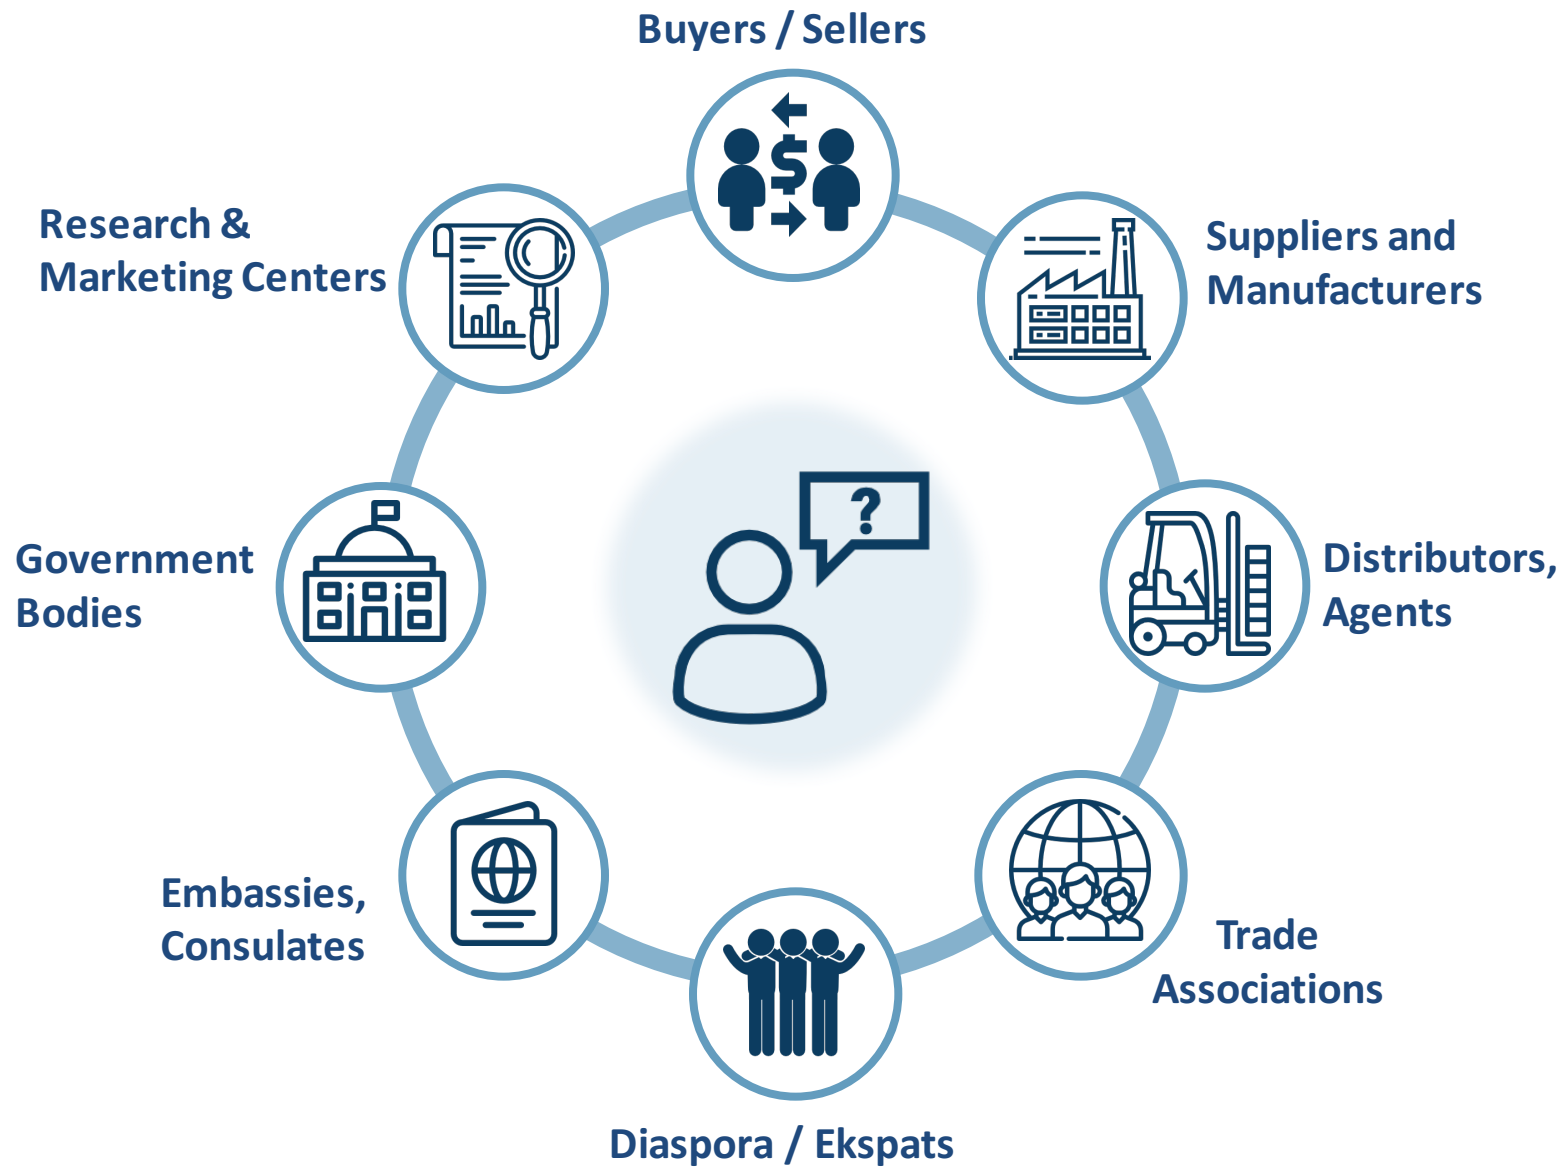 Buyers / Sellers
Research &
Marketing Centers
Suppliers and
Manufacturers
?
Government
Bodies
Distributors,
Agents
Embassies,
Consulates
Trade
Associations
Diaspora / Ekspats
$